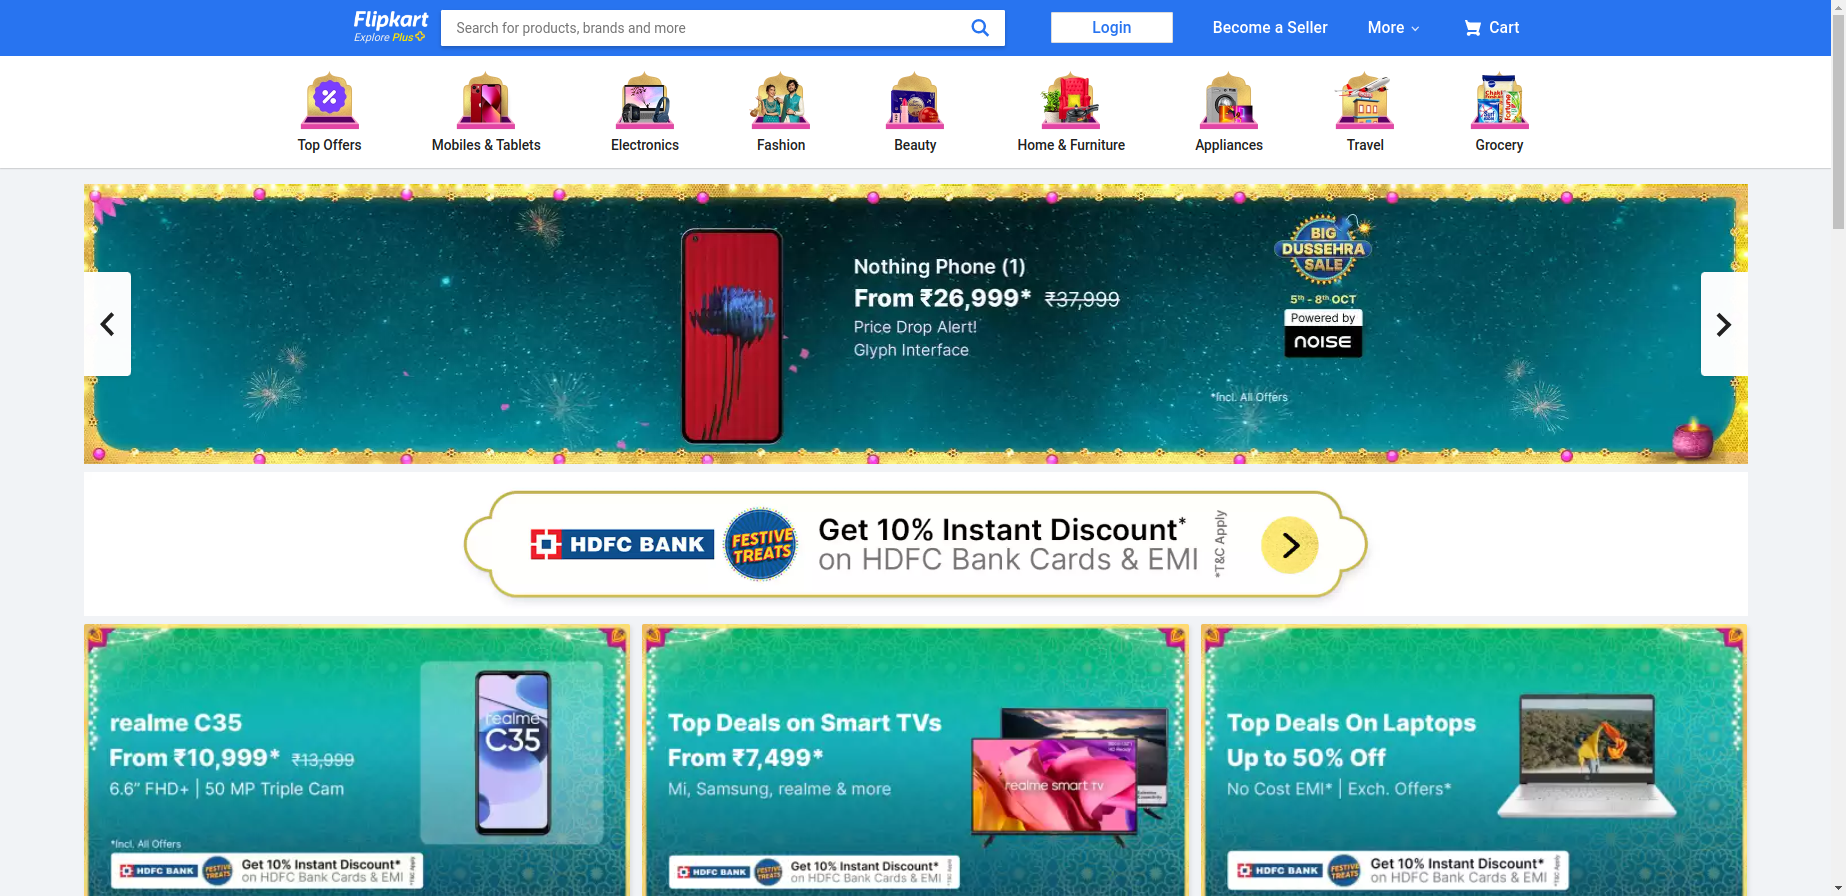 Flipkart
Explore Plus
Search for products, brands and more
Login
Become a Seller
More
Cart
Top Offers
Mobiles & Tablets
Electronics
Fashion
Beauty
Home & Furniture
Appliances
Travel
Grocery
Nothing Phone (1)
From ₹26,999* ₹37,999
Price Drop Alert!
Glyph Interface
BIG
DUSSEHRA
SALE
5th - 8th OCT
Powered by
noise
*Incl. All Offers
HDFC BANK
FESTIVE
TREATS
Get 10% Instant Discount*
on HDFC Bank Cards & EMI
*T&C Apply
realme C35
From ₹10,999* ₹13,999
6.6" FHD+ | 50 MP Triple Cam
realme
C35
*Incl. All Offers
HDFC BANK
FESTIVE
TREATS
Get 10% Instant Discount*
on HDFC Bank Cards & EMI
*T&C Apply
Top Deals on Smart TVs
From ₹7,499*
Mi, Samsung, realme & more
realme smart TV
HDFC BANK
FESTIVE
TREATS
Get 10% Instant Discount*
on HDFC Bank Cards & EMI
*T&C Apply
Top Deals On Laptops
Up to 50% Off
No Cost EMI* | Exch. Offers*
HDFC BANK
FESTIVE
TREATS
Get 10% Instant Discount*
on HDFC Bank Cards & EMI
*T&C Apply